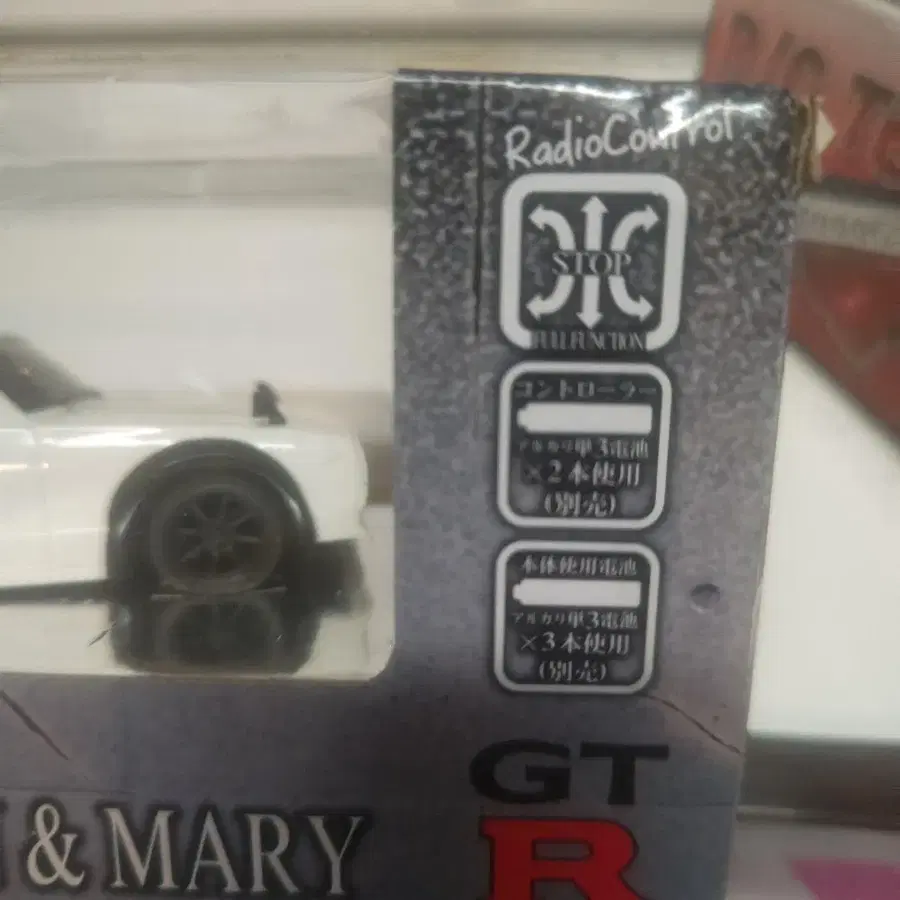 RadioControl
STOP
FULL FUNCTION
コントローラー
アルカリ単3電池
×2本使用
(別売)
本体使用電池
アルカリ単3電池
×3本使用
(別売)
GT
R
& MARY